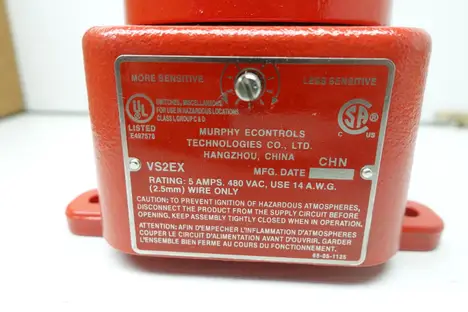 MORE SENSITIVE LESS SENSITIVE
UL
LISTED
E497575
SWITCHES, MISCELLANEOUS
FOR USE IN HAZARDOUS LOCATIONS
CLASS I, GROUP C & D
SA
C US
MURPHY ECONTROLS
TECHNOLOGIES CO., LTD.
HANGZHOU, CHINA
VS2EX
MFG. DATE
CHN
RATING: 5 AMPS. 480 VAC, USE 14 A.W.G.
(2.5mm) WIRE ONLY
CAUTION: TO PREVENT IGNITION OF HAZARDOUS ATMOSPHERES,
DISCONNECT THE PRODUCT FROM THE SUPPLY CIRCUIT BEFORE
OPENING. KEEP ASSEMBLY TIGHTLY CLOSED WHEN IN OPERATION.
ATTENTION: AFIN D'EMPECHER L'INFLAMMATION D'ATMOSPHERES
COUPER LE CIRCUIT D'ALIMENTATION AVANT D'OUVRIR. GARDER
L'ENSEMBLE BIEN FERME AU COURS DU FONCTIONNEMENT.